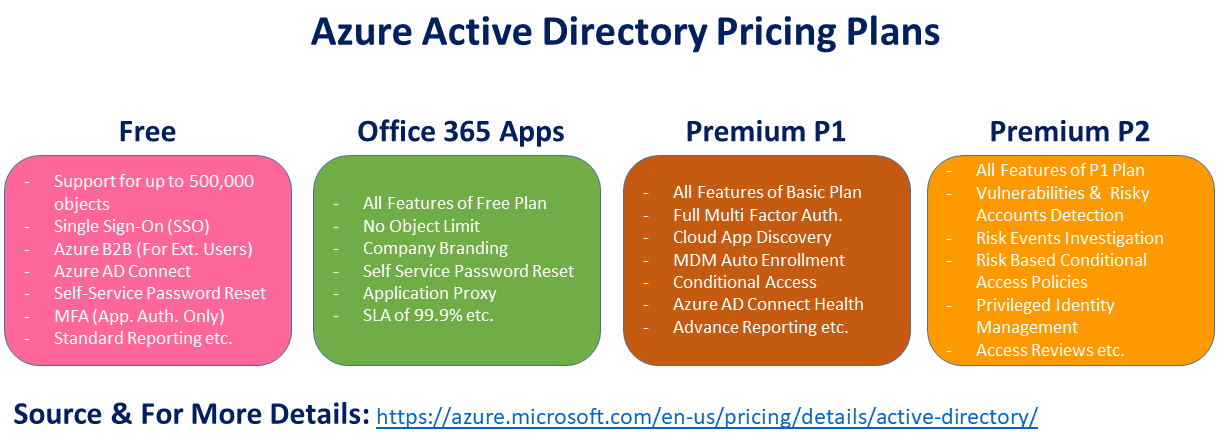 Azure Active Directory Pricing Plans
Free
- Support for up to 500,000
objects
- Single Sign-On (SSO)
- Azure B2B (For Ext. Users)
- Azure AD Connect
- Self-Service Password Reset
- MFA (App. Auth. Only)
- Standard Reporting etc.
Office 365 Apps
- All Features of Free Plan
- No Object Limit
- Company Branding
- Self Service Password Reset
- Application Proxy
- SLA of 99.9% etc.
Premium P1
- All Features of Basic Plan
- Full Multi Factor Auth.
- Cloud App Discovery
- MDM Auto Enrollment
- Conditional Access
- Azure AD Connect Health
- Advance Reporting etc.
Premium P2
- All Features of P1 Plan
- Vulnerabilities & Risky
Accounts Detection
- Risk Events Investigation
- Risk Based Conditional
Access Policies
- Privileged Identity
Management
- Access Reviews etc.
Source & For More Details: https://azure.microsoft.com/en-us/pricing/details/active-directory/